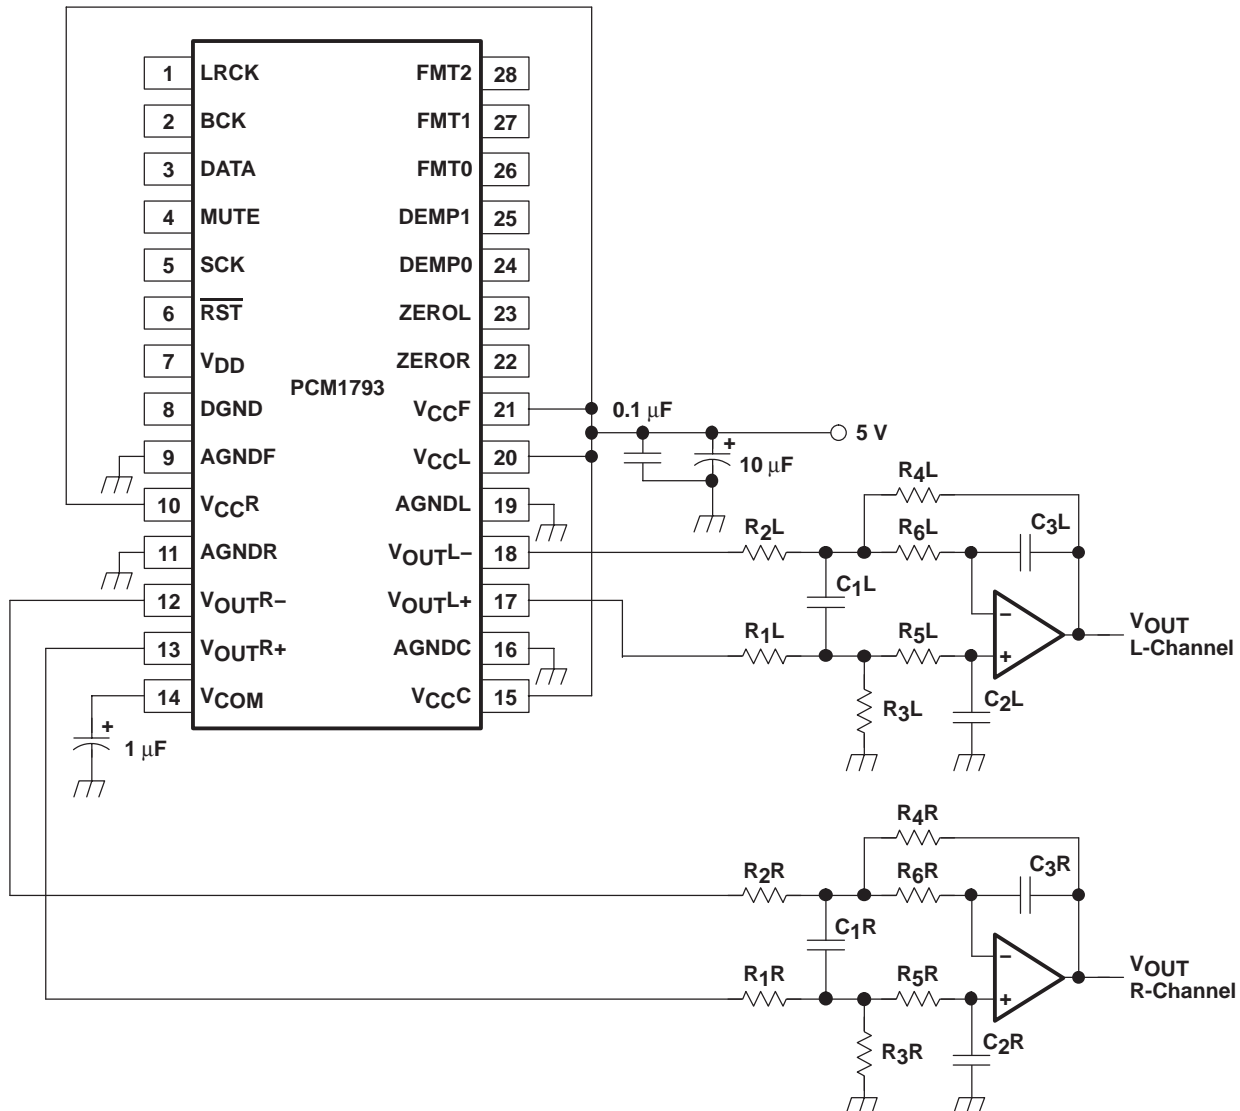 1 LRCK FMT2 28
2 BCK FMT1 27
3 DATA FMT0 26
4 MUTE DEMP1 25
5 SCK DEMP0 24
6 RST ZEROL 23
7 VDD ZEROR 22
PCM1793
8 DGND VCCF 21
9 AGNDF VCCL 20
10 VCCR AGNDL 19
11 AGNDR VOUTL– 18
12 VOUTR– VOUTL+ 17
13 VOUTR+ AGNDC 16
14 VCOM VCCC 15
+
1 μF
0.1 μF
5 V
+
10 μF
R4L
R2L
R6L
C3L
C1L
–
R1L
R5L
+
VOUT
L-Channel
R3L
C2L
R4R
R2R
R6R
C3R
C1R
–
R1R
R5R
+
VOUT
R-Channel
R3R
C2R